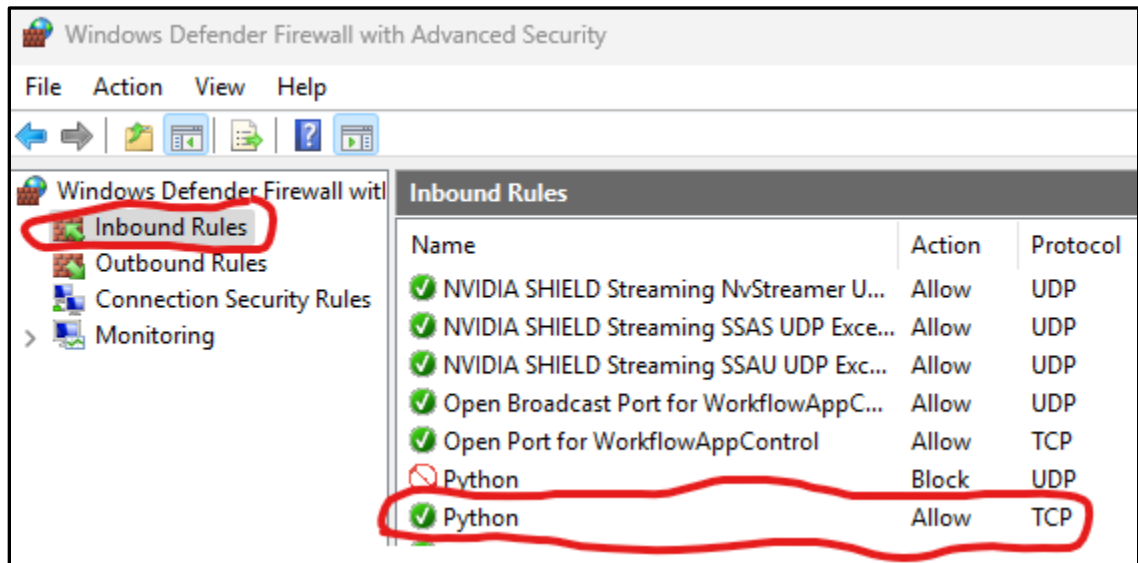 Windows Defender Firewall with Advanced Security
File Action View Help
Windows Defender Firewall witl
Inbound Rules
Outbound Rules
Connection Security Rules
Monitoring
Inbound Rules
Name Action Protocol
NVIDIA SHIELD Streaming NvStreamer U... Allow UDP
NVIDIA SHIELD Streaming SSAS UDP Exce... Allow UDP
NVIDIA SHIELD Streaming SSAU UDP Exc... Allow UDP
Open Broadcast Port for WorkflowAppC... Allow UDP
Open Port for WorkflowAppControl Allow TCP
Python Block UDP
Python Allow TCP